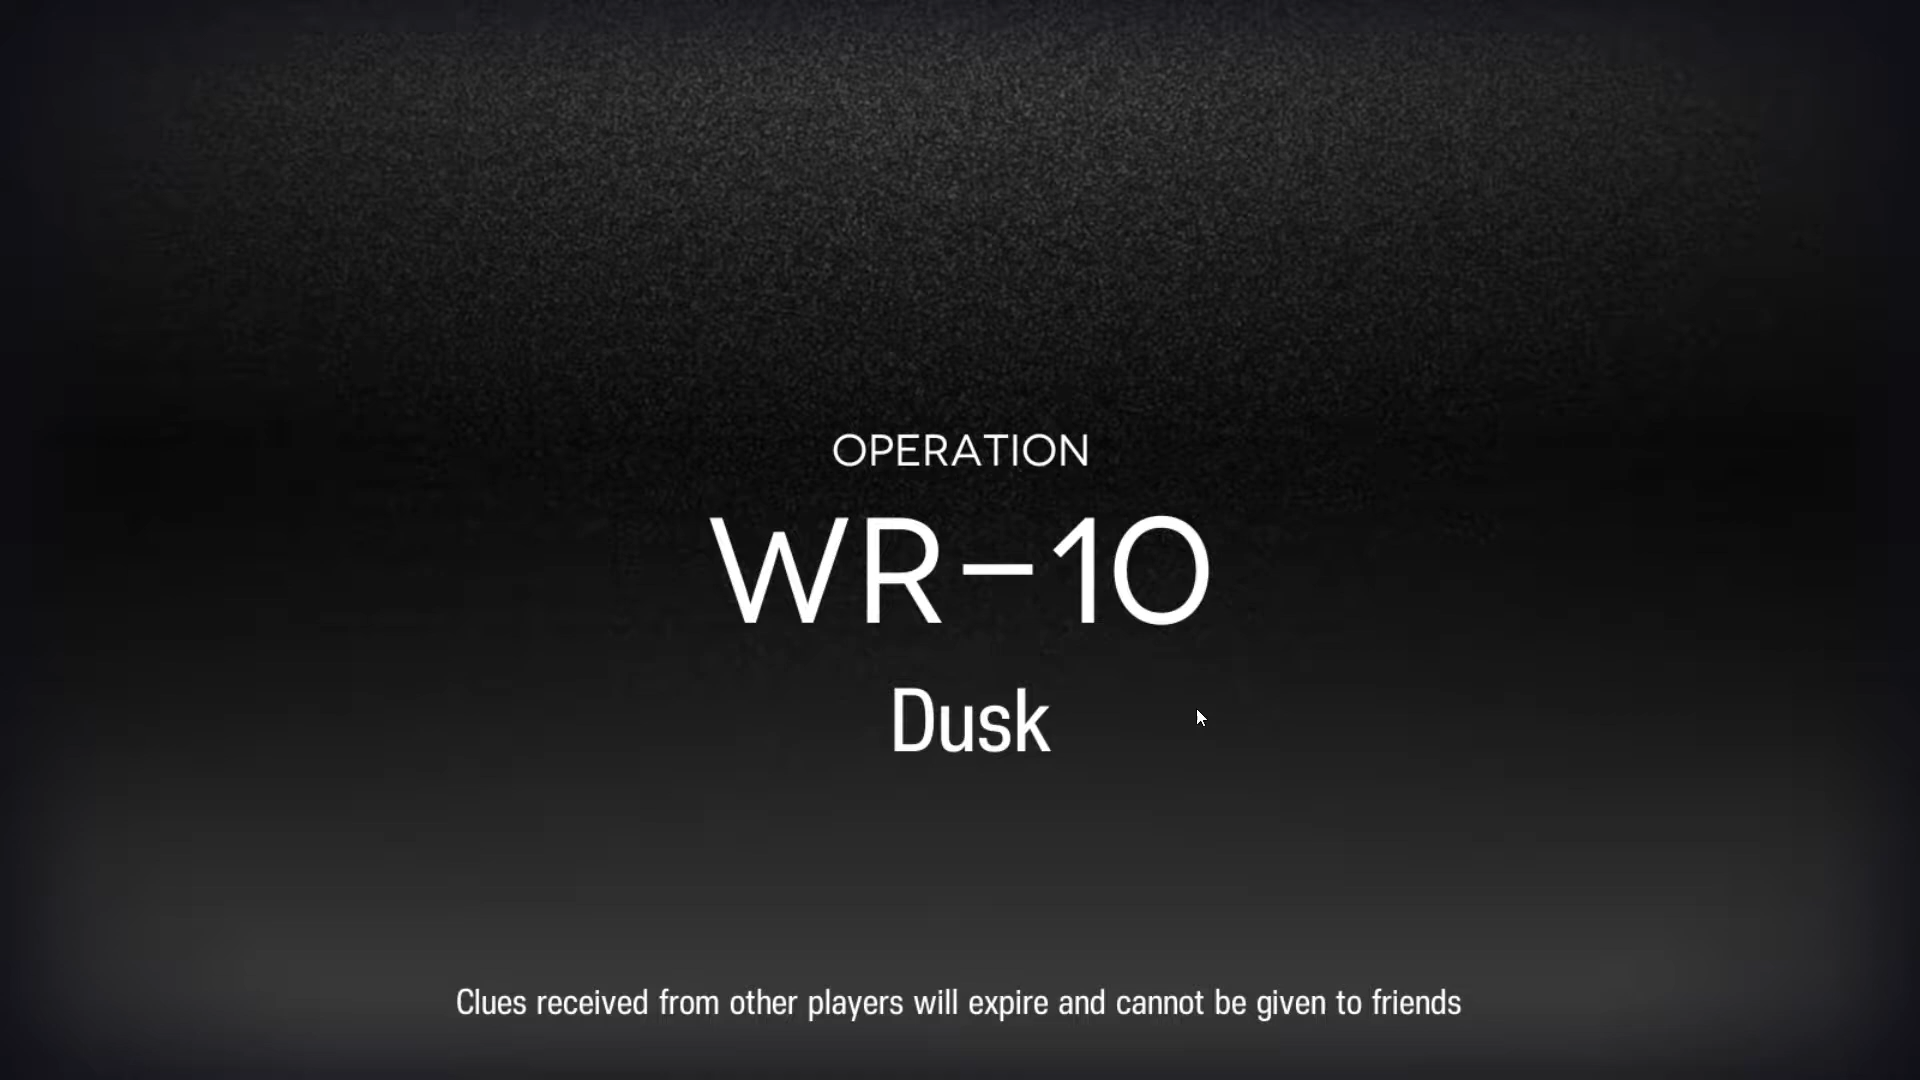 OPERATION
WR-10
Dusk
Clues received from other players will expire and cannot be given to friends